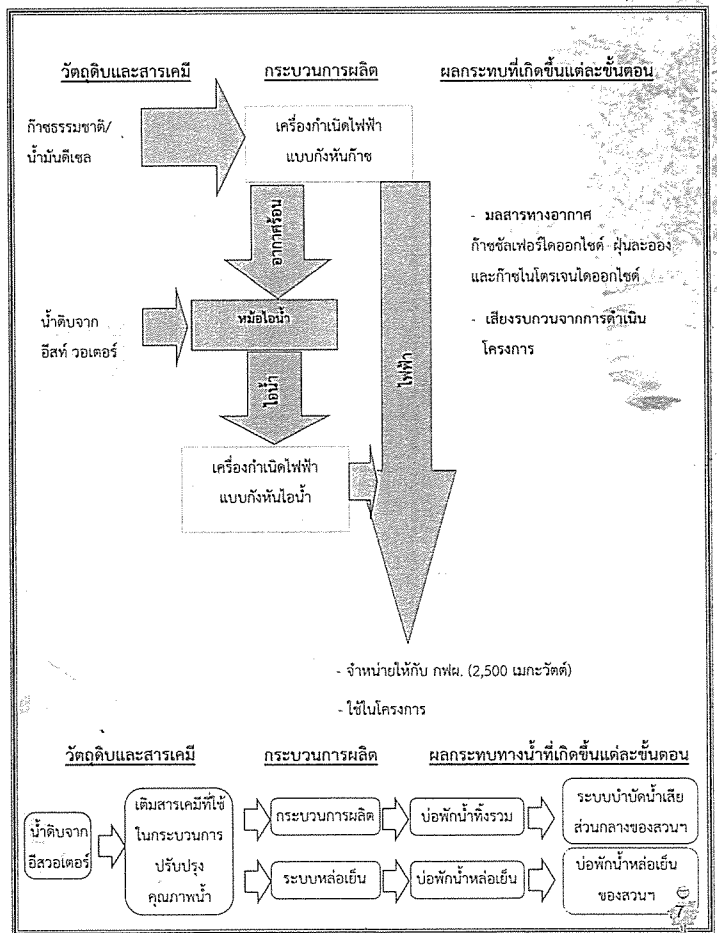 วัตถุดิบและสารเคมี
กระบวนการผลิต
ผลกระทบที่เกิดขึ้นแต่ละขั้นตอน
ก๊าซธรรมชาติ/
น้ำมันดีเซล
เครื่องกำเนิดไฟฟ้า
แบบกังหันก๊าซ
อากาศร้อน
- มลสารทางอากาศ
ก๊าซซัลเฟอร์ไดออกไซด์ ฝุ่นละออง
และก๊าซไนโตรเจนไดออกไซด์
- เสียงรบกวนจากการดำเนิน
โครงการ
น้ำดิบจาก
อีสท์ วอเตอร์
หม้อไอน้ำ
ไอน้ำ
ไฟฟ้า
เครื่องกำเนิดไฟฟ้า
แบบกังหันไอน้ำ
- จำหน่ายให้กับ กฟผ. (2,500 เมกะวัตต์)
- ใช้ในโครงการ
วัตถุดิบและสารเคมี
กระบวนการผลิต
ผลกระทบทางน้ำที่เกิดขึ้นแต่ละขั้นตอน
น้ำดิบจาก
อีสวอเตอร์
เติมสารเคมีที่ใช้
ในกระบวนการ
ปรับปรุง
คุณภาพน้ำ
กระบวนการผลิต
บ่อพักน้ำทิ้งรวม
ระบบบำบัดน้ำเสีย
ส่วนกลางของสวนฯ
ระบบหล่อเย็น
บ่อพักน้ำหล่อเย็น
บ่อพักน้ำหล่อเย็น
ของสวนฯ
7